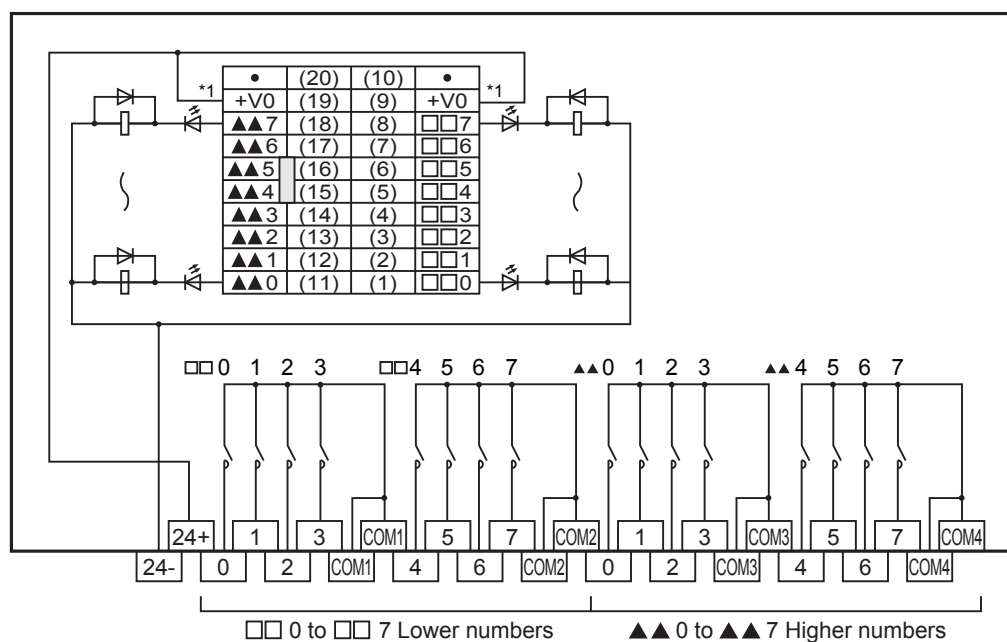 • (20) (10) •
*1 +V0 (19) (9) +V0 *1
▲▲7 (18) (8) □□7
▲▲6 (17) (7) □□6
▲▲5 (16) (6) □□5
▲▲4 (15) (5) □□4
▲▲3 (14) (4) □□3
▲▲2 (13) (3) □□2
▲▲1 (12) (2) □□1
▲▲0 (11) (1) □□0
□□0 1 2 3 □□4 5 6 7 ▲▲0 1 2 3 ▲▲4 5 6 7
24+ 1 3 COM1 5 7 COM2 1 3 COM3 5 7 COM4
24- 0 2 COM1 4 6 COM2 0 2 COM3 4 6 COM4
□□ 0 to □□ 7 Lower numbers ▲▲ 0 to ▲▲ 7 Higher numbers